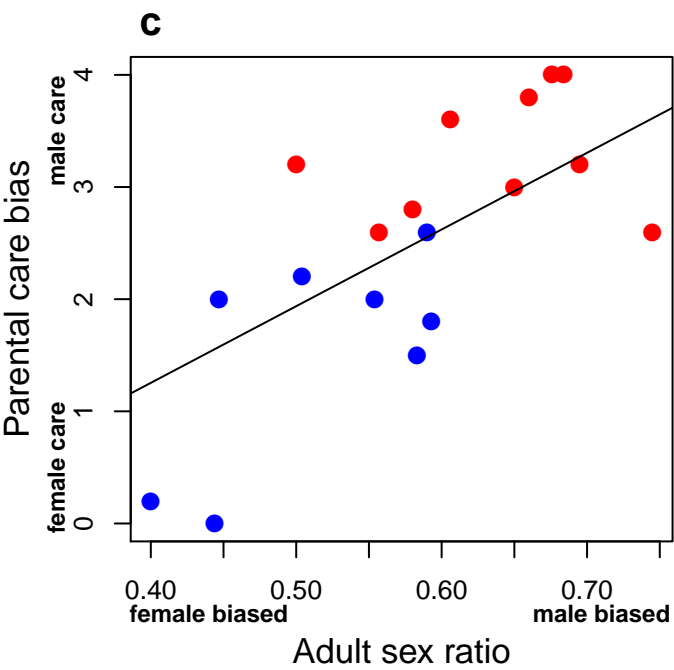 c
Parental care bias
male care
female care
4
3
2
1
0
0.40
0.50
0.60
0.70
female biased
male biased
Adult sex ratio